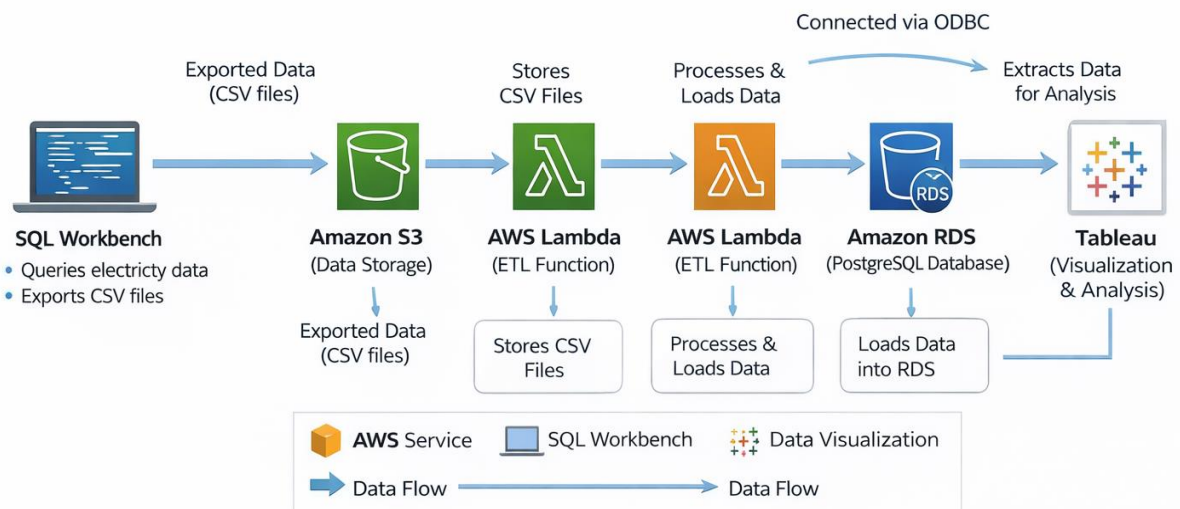 Connected via ODBC
Exported Data
(CSV files)
Stores
CSV Files
Processes &
Loads Data
Extracts Data
for Analysis
RDS
SQL Workbench
• Queries electricty data
• Exports CSV files
Amazon S3
(Data Storage)
AWS Lambda
(ETL Function)
AWS Lambda
(ETL Function)
Amazon RDS
(PostgreSQL Database)
Tableau
(Visualization
& Analysis)
Exported Data
(CSV files)
Stores CSV
Files
Processes &
Loads Data
Loads Data
into RDS
AWS Service
SQL Workbench
Data Visualization
Data Flow
Data Flow